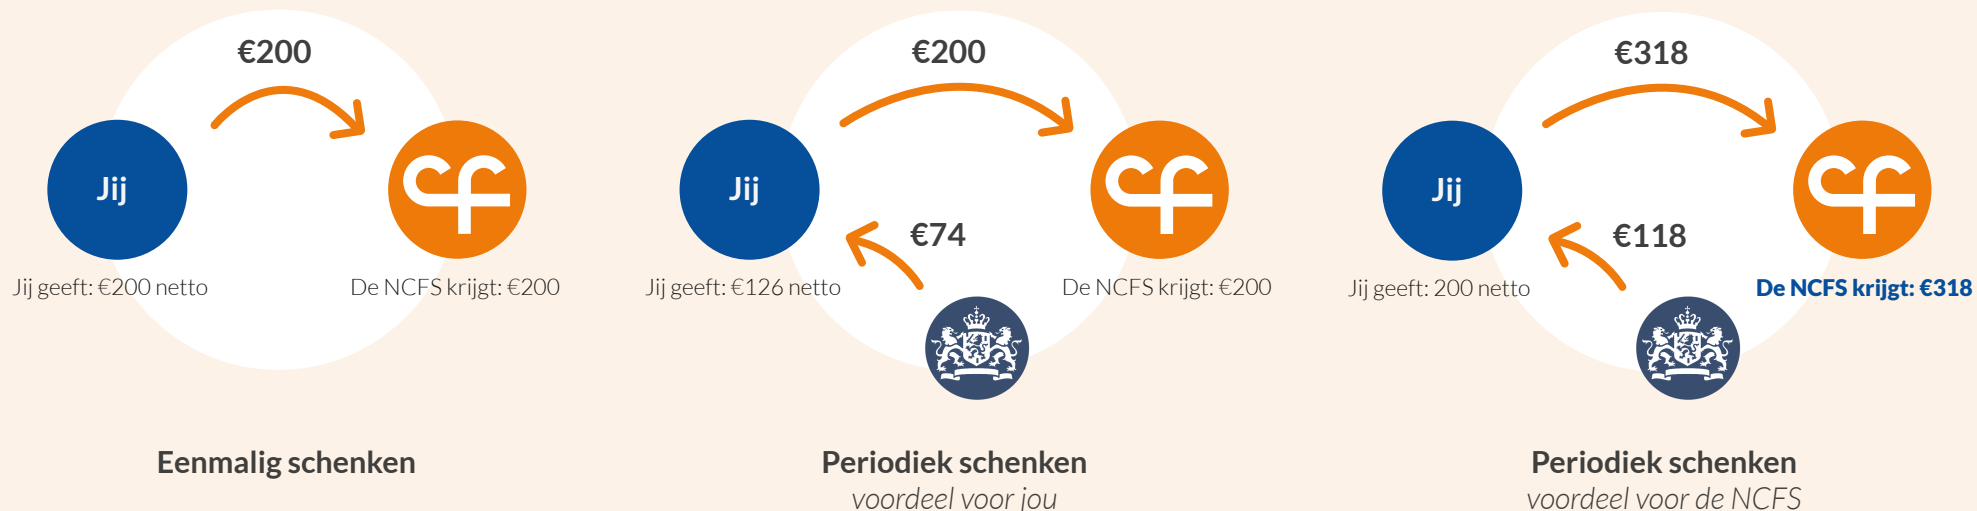 €200
Jij
Jij geeft: €200 netto
De NCFS krijgt: €200
Eenmalig schenken
€200
Jij
€74
Jij geeft: €126 netto
De NCFS krijgt: €200
Periodiek schenken
voordeel voor jou
€318
Jij
€118
Jij geeft: 200 netto
De NCFS krijgt: €318
Periodiek schenken
voordeel voor de NCFS